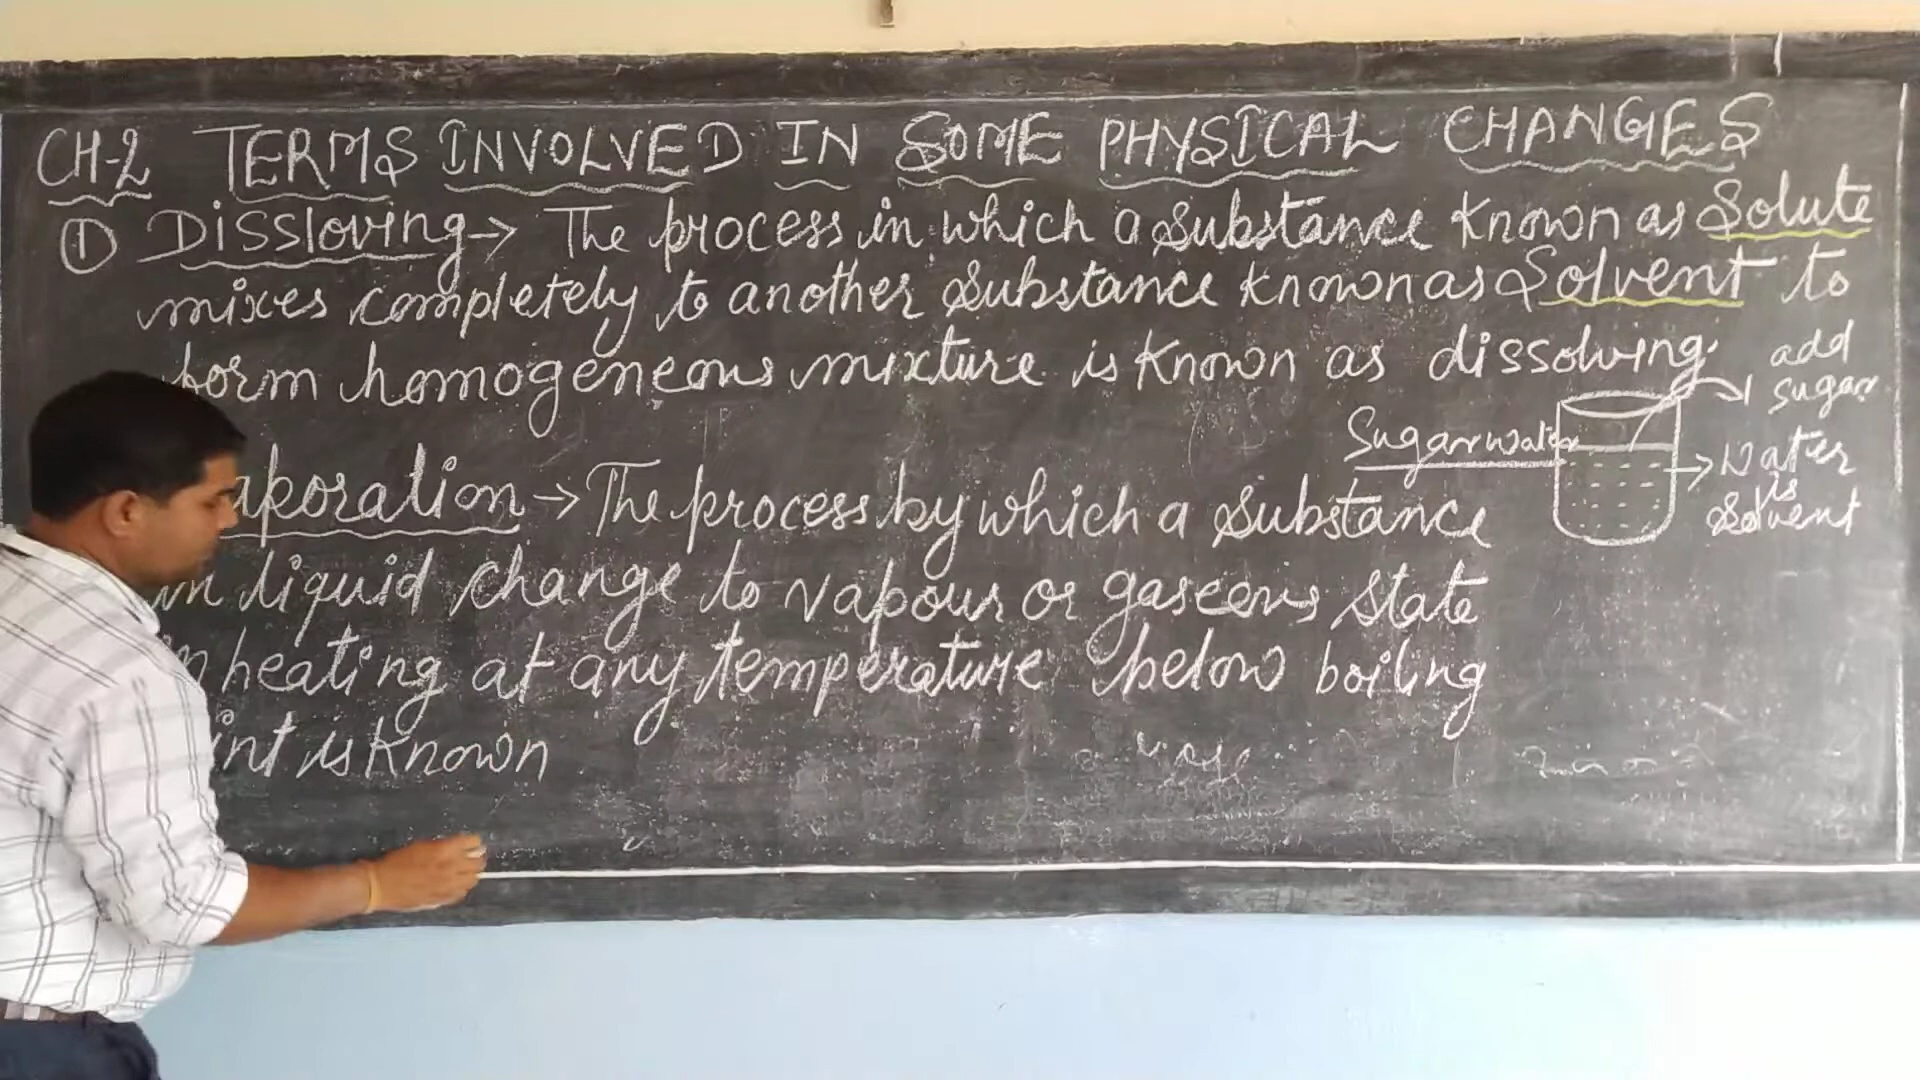 CH-2 TERMS INVOLVED IN SOME PHYSICAL CHANGES
① Dissloving → The process in which a substance known as Solute
mixes completely to another substance known as Solvent to
form homogeneous mixture is known as dissolving.
add
sugar
Sugar water
Water
is
Solvent
aporation → The process by which a substance
in liquid change to vapour or gaseous state
n heating at any temperature below boiling
int is known